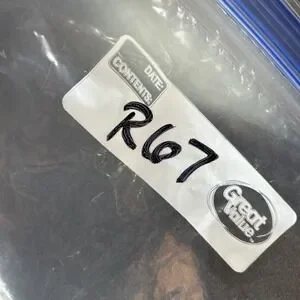 DATE:
CONTENTS:
R67
Great
Value